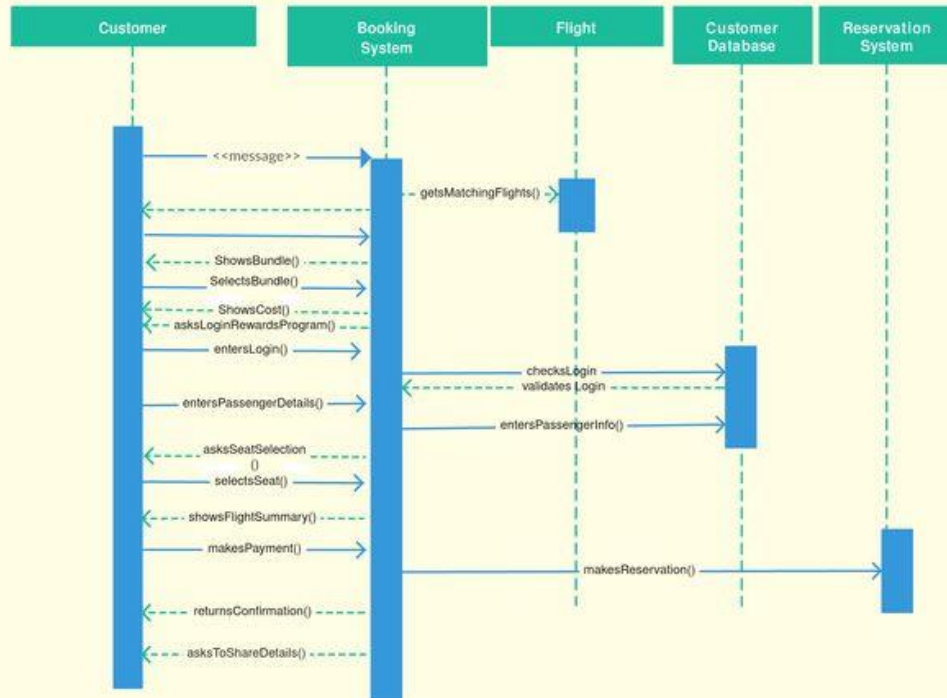 Customer
Booking
System
Flight
Customer
Database
Reservation
System
<<message>>
getsMatchingFlights()
ShowsBundle()
SelectsBundle()
ShowsCost()
asksLoginRewardsProgram()
entersLogin()
checksLogin
validates Login
entersPassengerDetails()
entersPassengerInfo()
asksSeatSelection
()
selectsSeat()
showsFlightSummary()
makesPayment()
makesReservation()
returnsConfirmation()
asksToShareDetails()